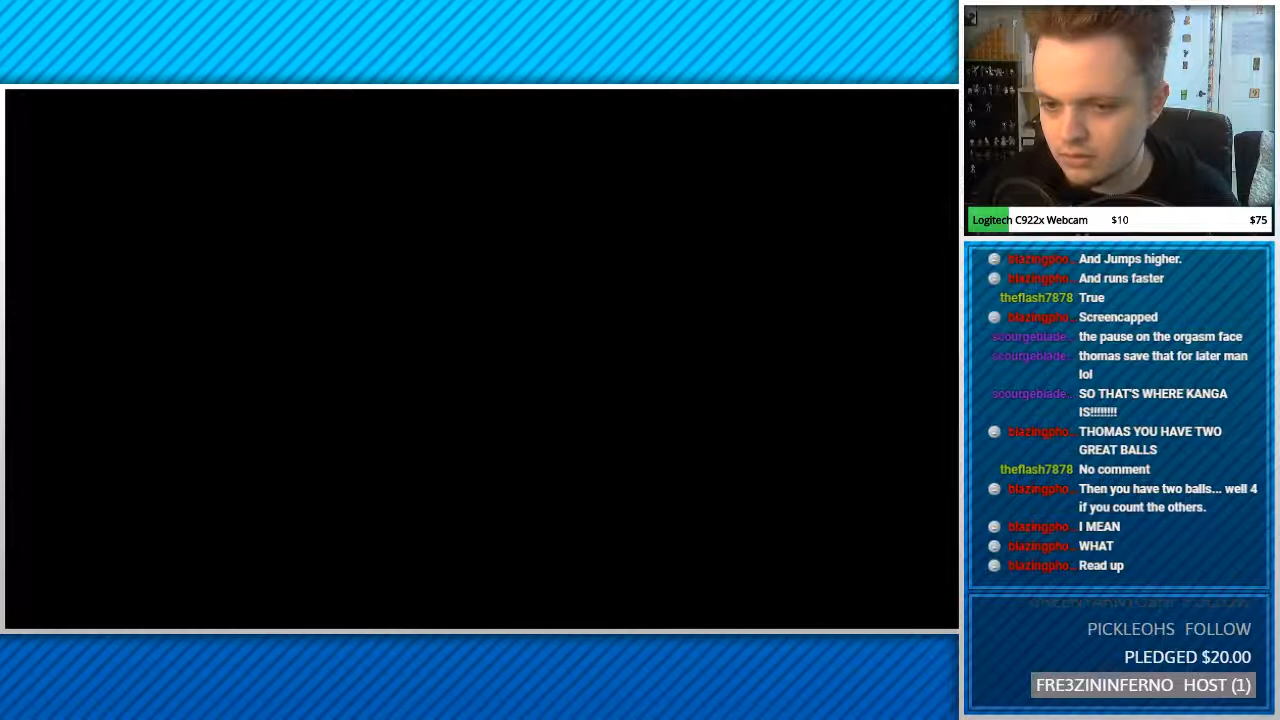 Logitech C922x Webcam $10 $75
And Jumps higher.
And runs faster
theflash7878 True
Screencapped
the pause on the orgasm face
thomas save that for later man
lol
SO THAT'S WHERE KANGA
IS!!!!!!!!
THOMAS YOU HAVE TWO
GREAT BALLS
theflash7878 No comment
Then you have two balls... well 4
if you count the others.
I MEAN
WHAT
Read up
PICKLEOHS FOLLOW
PLEDGED $20.00
FRE3ZININFERNO HOST (1)